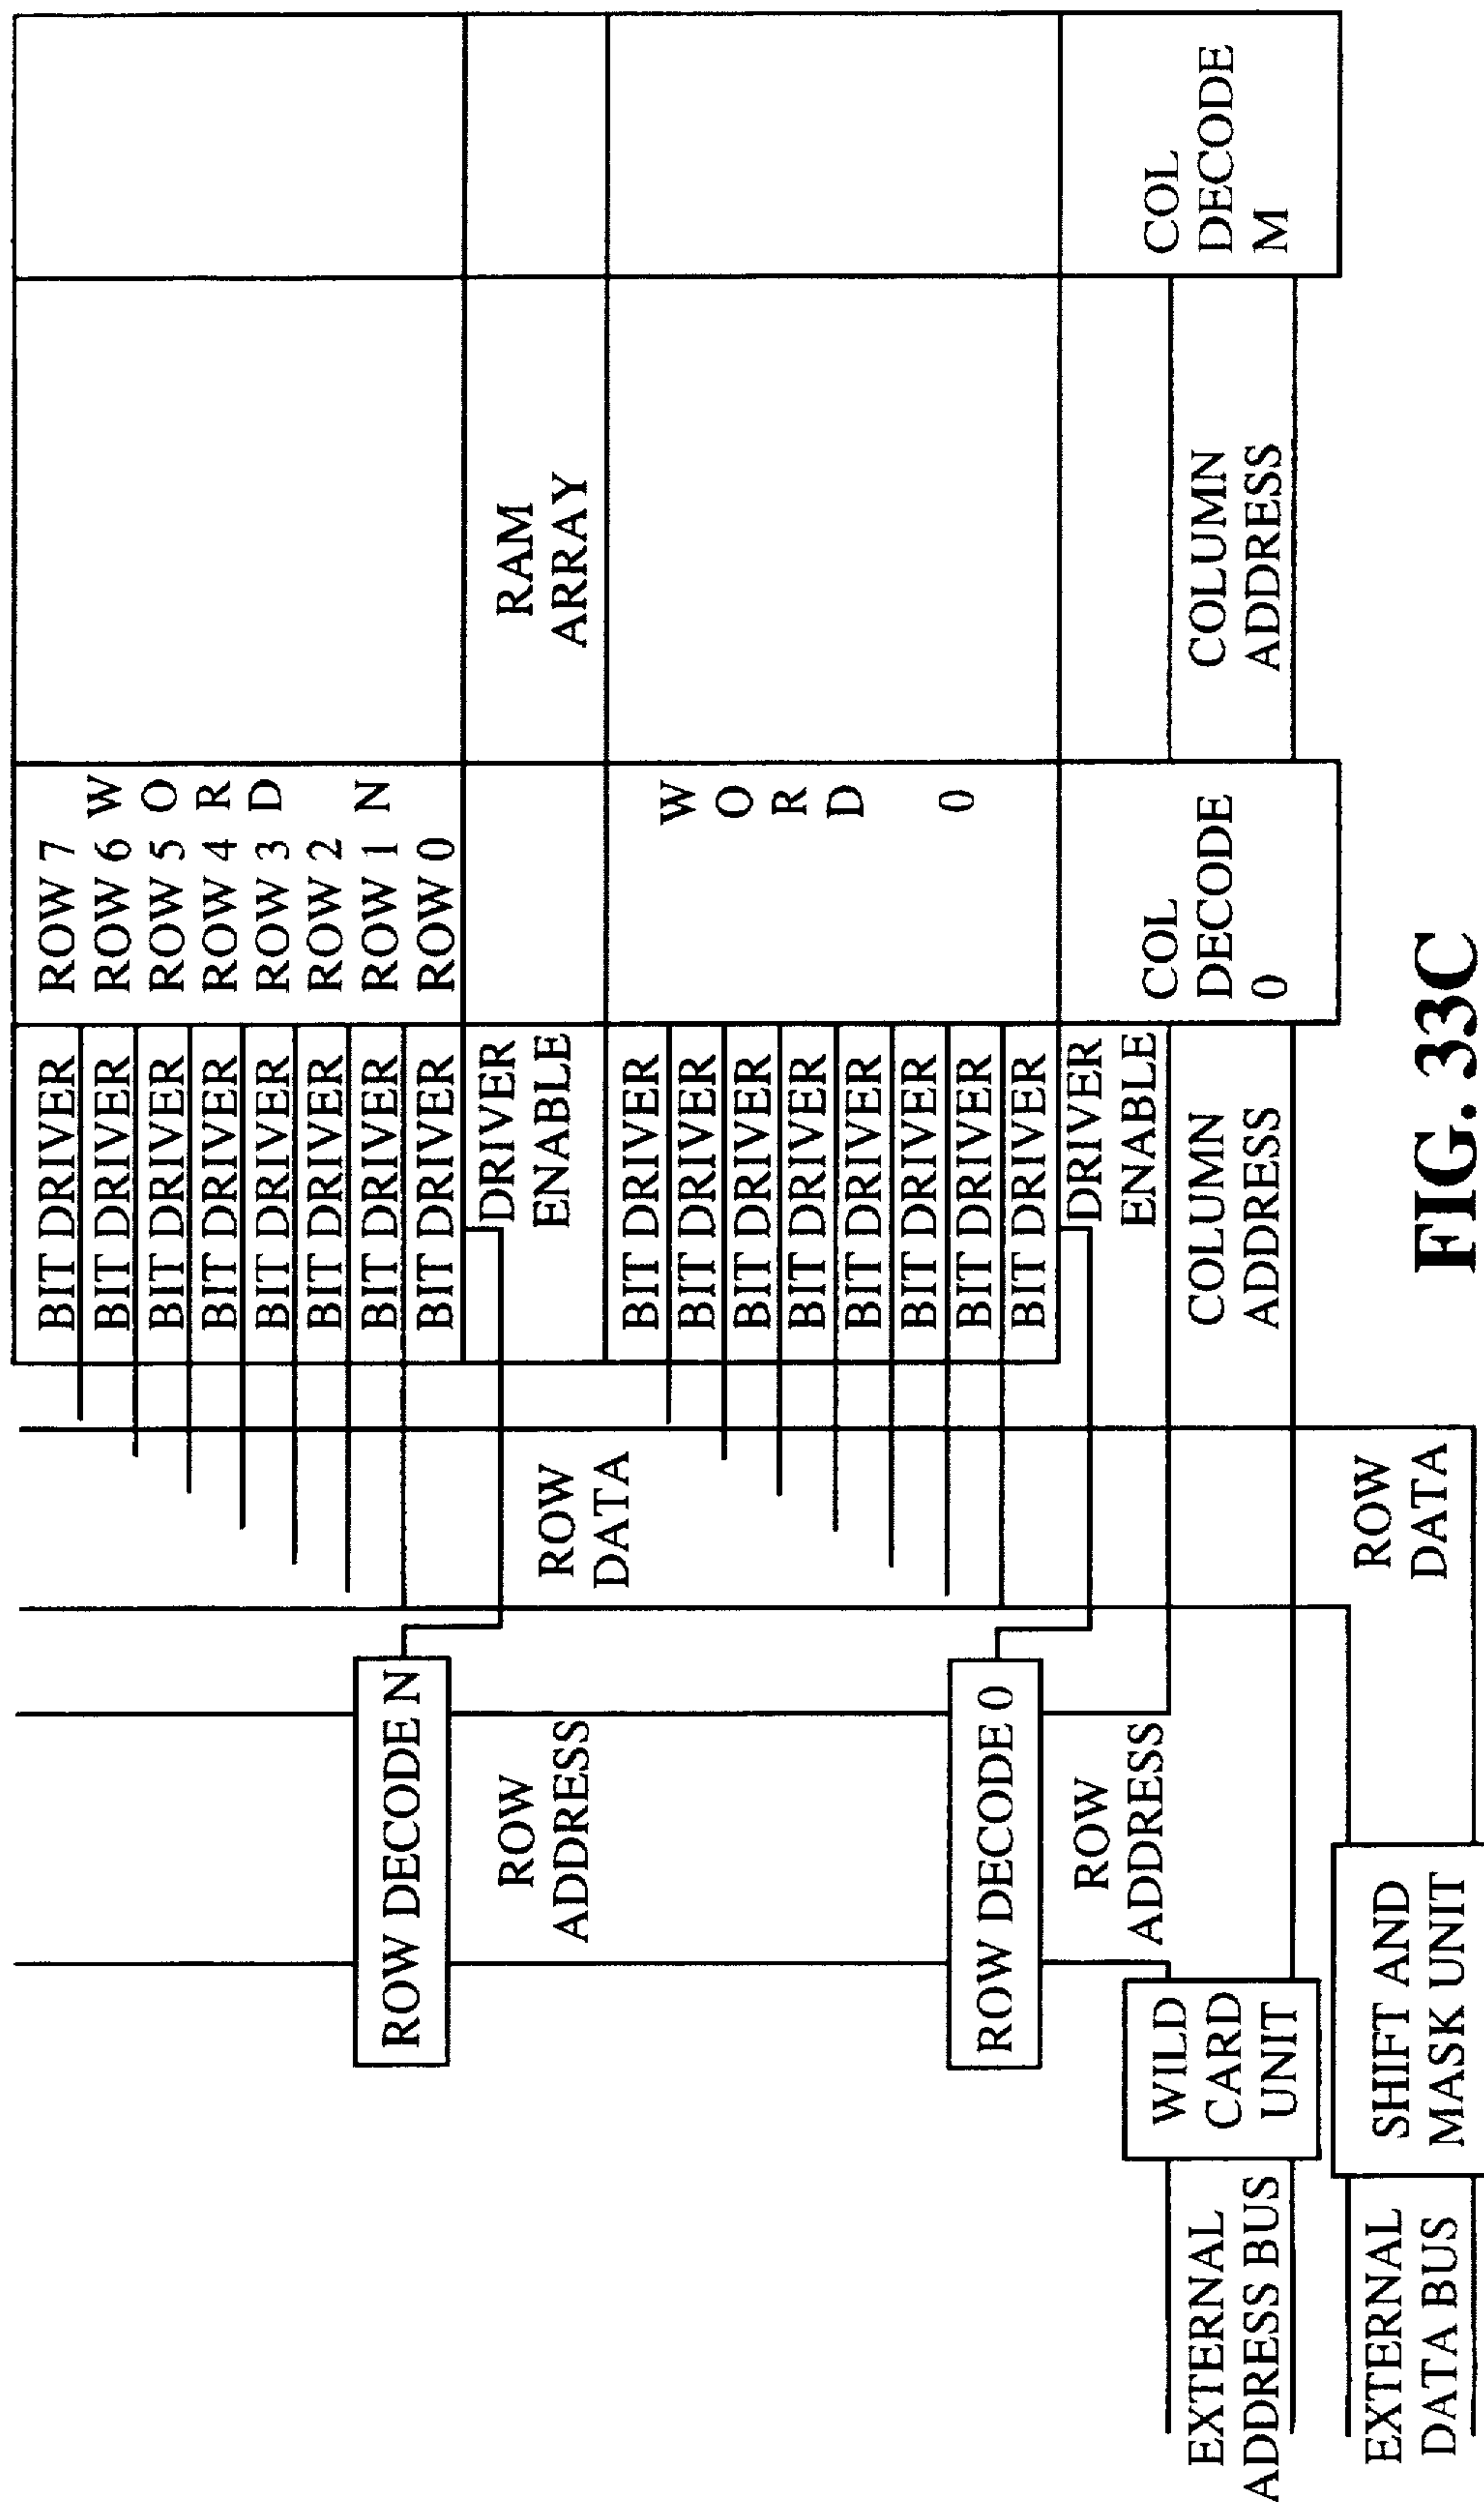 BIT DRIVER
BIT DRIVER
BIT DRIVER
BIT DRIVER
BIT DRIVER
BIT DRIVER
BIT DRIVER
BIT DRIVER
ROW 7
ROW 6
ROW 5
ROW 4
ROW 3
ROW 2
ROW 1
ROW 0
W
O
R
D
N
ROW DECODE N
DRIVER
ENABLE
RAM
ARRAY
ROW
ADDRESS
ROW
DATA
BIT DRIVER
BIT DRIVER
BIT DRIVER
BIT DRIVER
BIT DRIVER
BIT DRIVER
BIT DRIVER
BIT DRIVER
W
O
R
D
0
ROW DECODE 0
DRIVER
ENABLE
ROW
ADDRESS
EXTERNAL
ADDRESS BUS
WILD
CARD
UNIT
COLUMN
ADDRESS
COL
DECODE
0
COLUMN
ADDRESS
COL
DECODE
M
EXTERNAL
DATA BUS
SHIFT AND
MASK UNIT
ROW
DATA
FIG. 33C